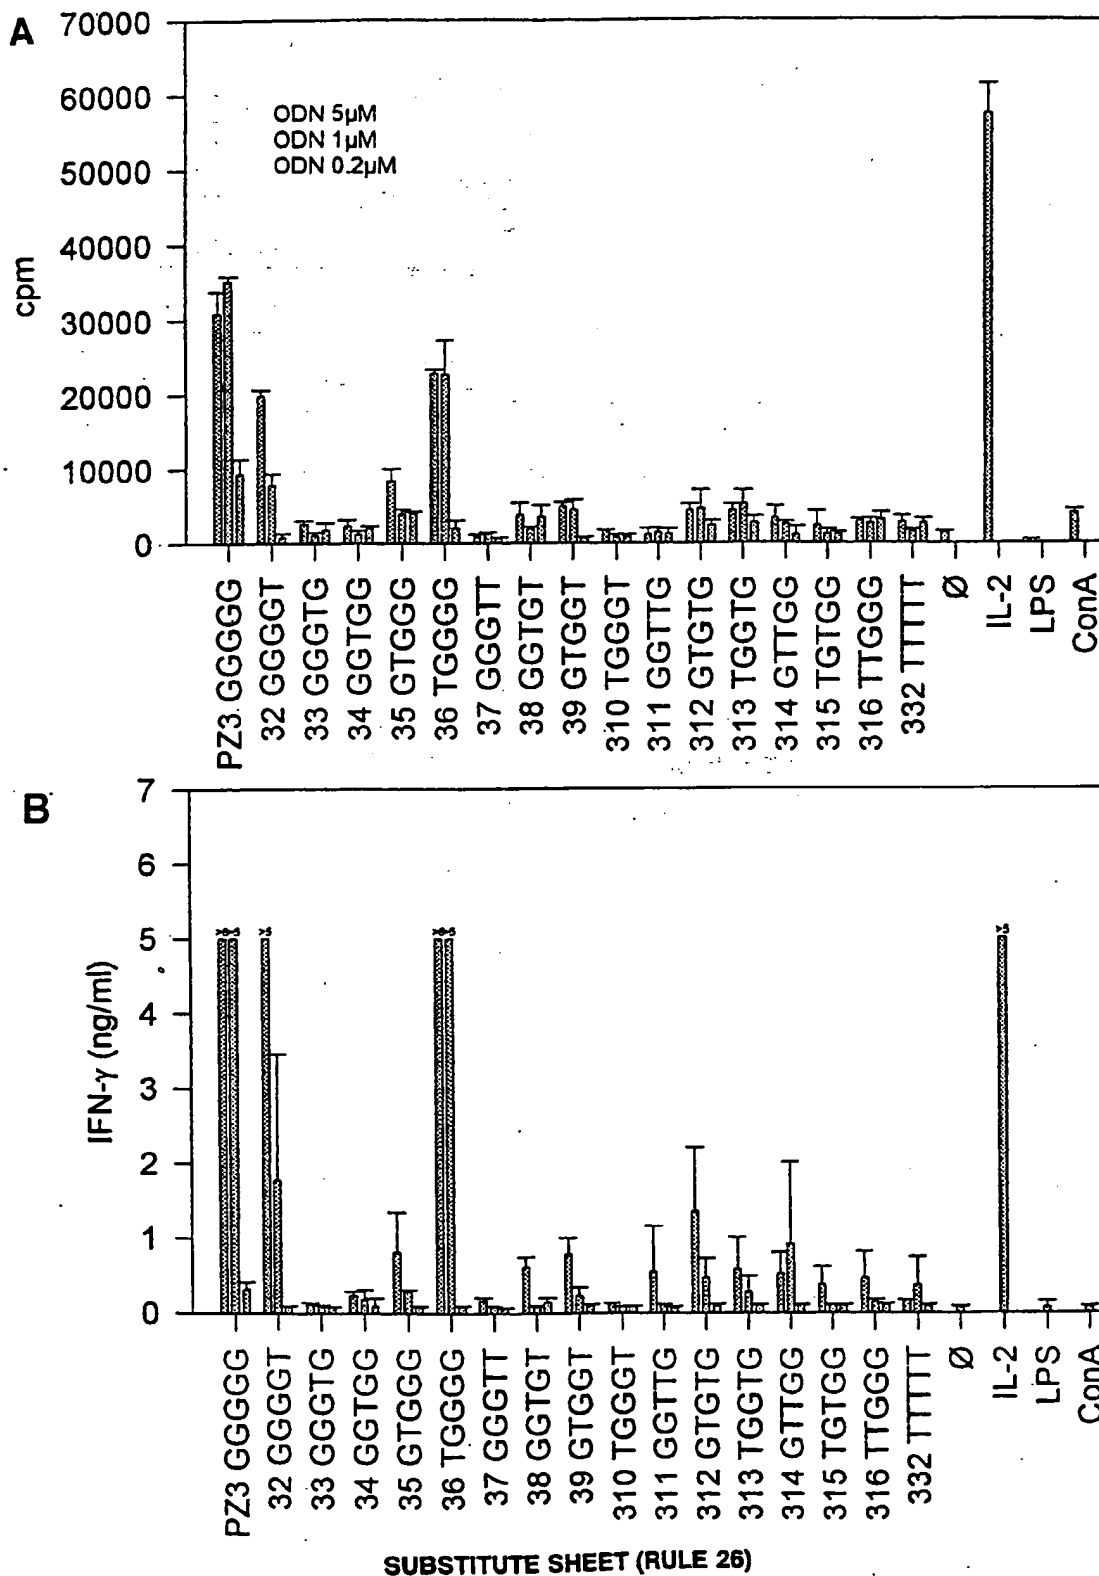 A
70000
60000
50000
40000
30000
20000
10000
0
cpm
ODN 5µM
ODN 1µM
ODN 0.2µM
PZ3 GGGGG
32 GGGGT
33 GGGTG
34 GGTGG
35 GTGGG
36 TGGGG
37 GGGTT
38 GGTGT
39 GTGGT
310 TGGGT
311 GGTTG
312 GTGTG
313 TGGTG
314 GTTGG
315 TGTGG
316 TTGGG
332 TTTTT
Ø
IL-2
LPS
ConA
B
7
6
5
4
3
2
1
0
IFN-γ (ng/ml)
>5
>5
PZ3 GGGGG
32 GGGGT
33 GGGTG
34 GGTGG
35 GTGGG
36 TGGGG
37 GGGTT
38 GGTGT
39 GTGGT
310 TGGGT
311 GGTTG
312 GTGTG
313 TGGTG
314 GTTGG
315 TGTGG
316 TTGGG
332 TTTTT
Ø
IL-2
LPS
ConA
SUBSTITUTE SHEET (RULE 26)